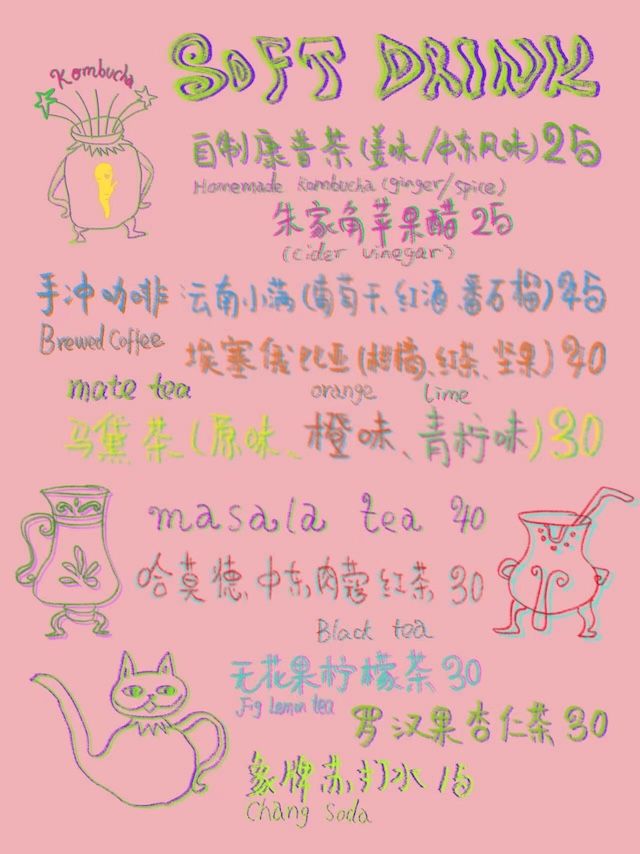 Kombucha
SOFT DRINK
自制康普茶(姜味/中东风味)25
Homemade Kombucha(ginger/spice)
朱家角苹果醋 25
(cider vinegar)
手冲咖啡 云南小满(葡萄干、红酒、番石榴)45
Brewed Coffee
埃塞俄比亚(柑橘、红茶、坚果)40
mate tea
orange lime
马黛茶(原味、橙味、青柠味)30
masala tea 40
哈莫德中东肉蔻红茶 30
Black tea
无花果柠檬茶 30
Fig Lemon tea
罗汉果杏仁茶 30
象牌苏打水 15
Chang Soda